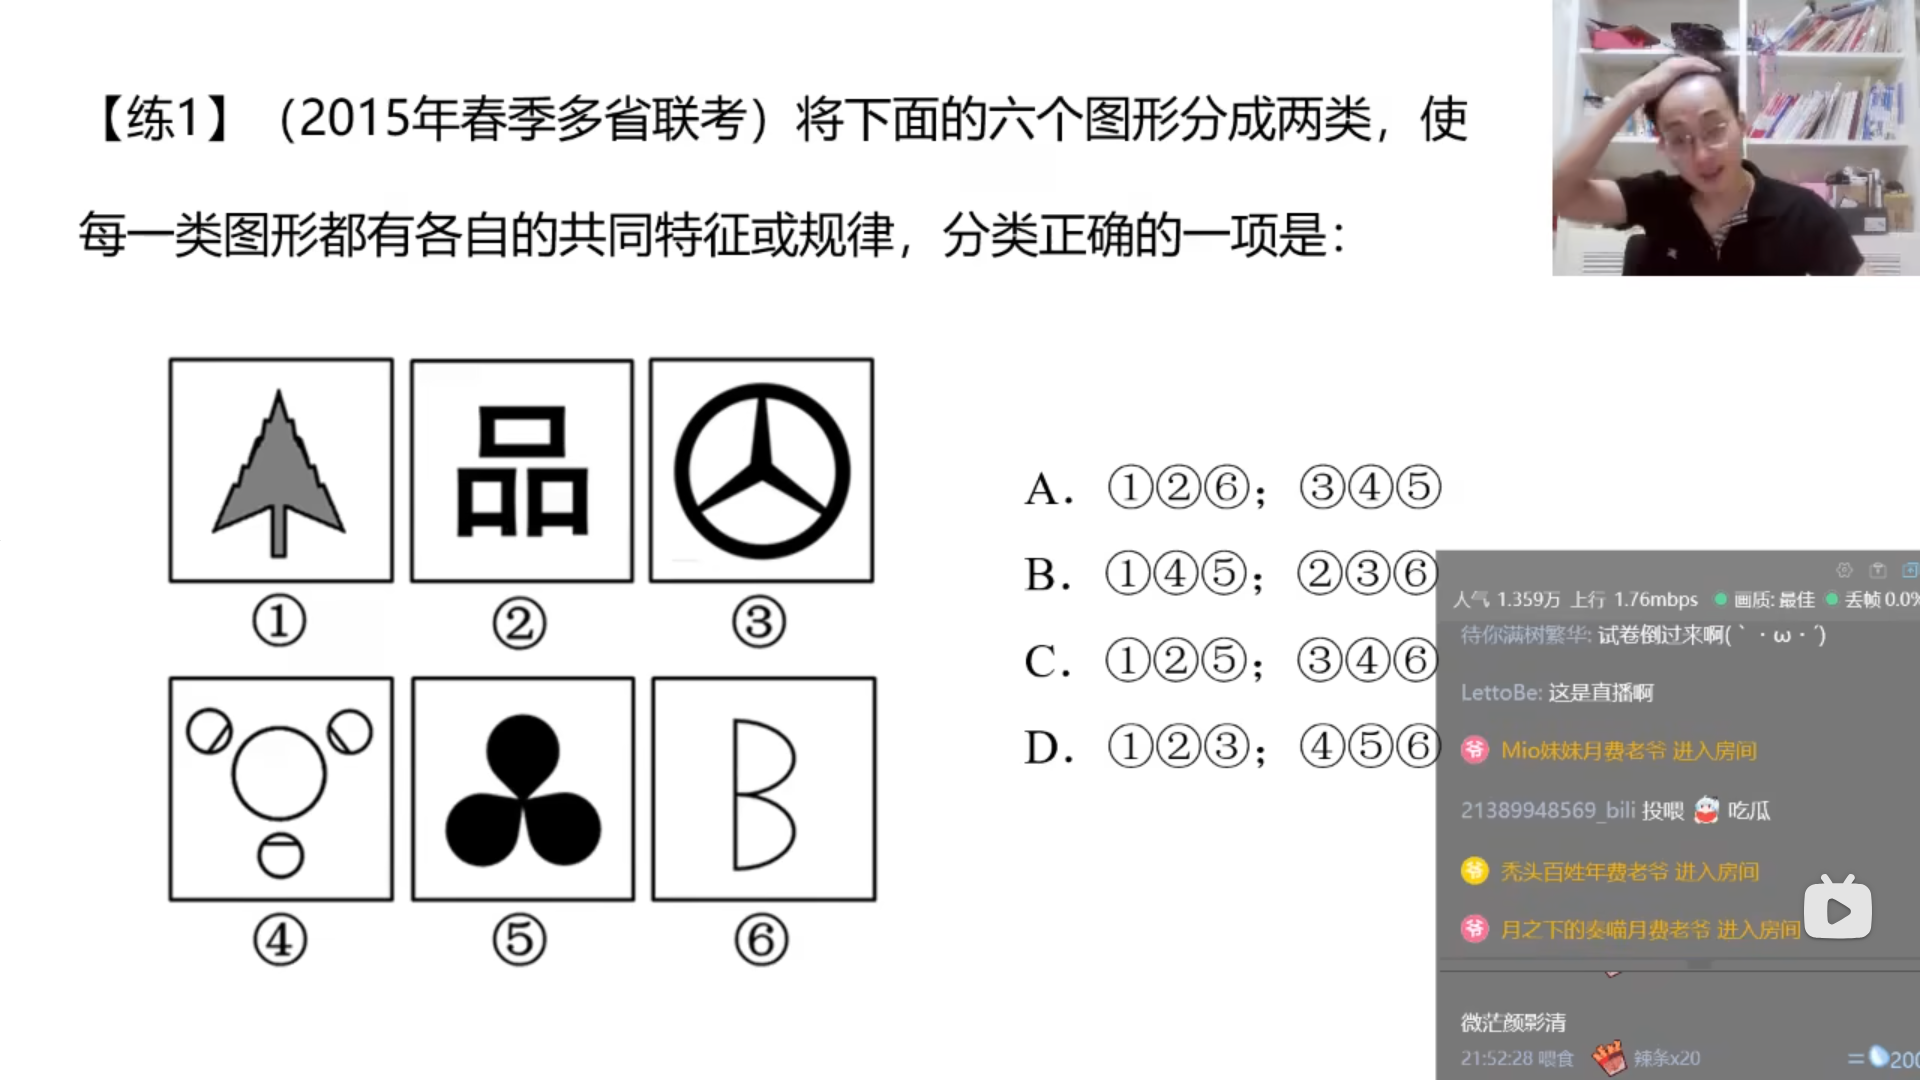 【练1】（2015年春季多省联考）将下面的六个图形分成两类，使
每一类图形都有各自的共同特征或规律，分类正确的一项是：
品
① ② ③
④ ⑤ ⑥
A．①②⑥；③④⑤
B．①④⑤；②③⑥
C．①②⑤；③④⑥
D．①②③；④⑤⑥
人气 1.359万 上行 1.76mbps 画质: 最佳 丢帧 0.0%
待你满树繁华: 试卷倒过来啊(｀・ω・´)
LettoBe: 这是直播啊
爷 Mio妹妹月费老爷 进入房间
21389948569_bili 投喂 吃瓜
爷 秃头百姓年费老爷 进入房间
爷 月之下的奏喵月费老爷 进入房间
微茫颜影清
21:52:28 喂食 辣条x20 = 200